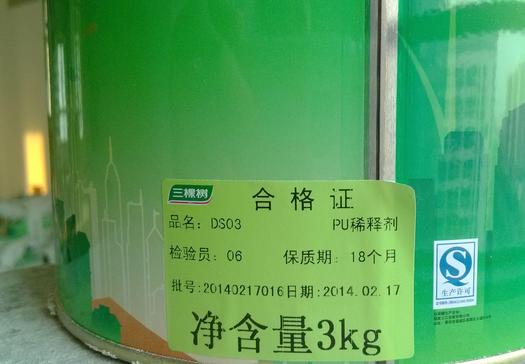 三棵树 合格证
品名：DS03 PU稀释剂
检验员：06 保质期：18个月
批号:20140217016日期:2014.02.17
净含量3kg
生产许可